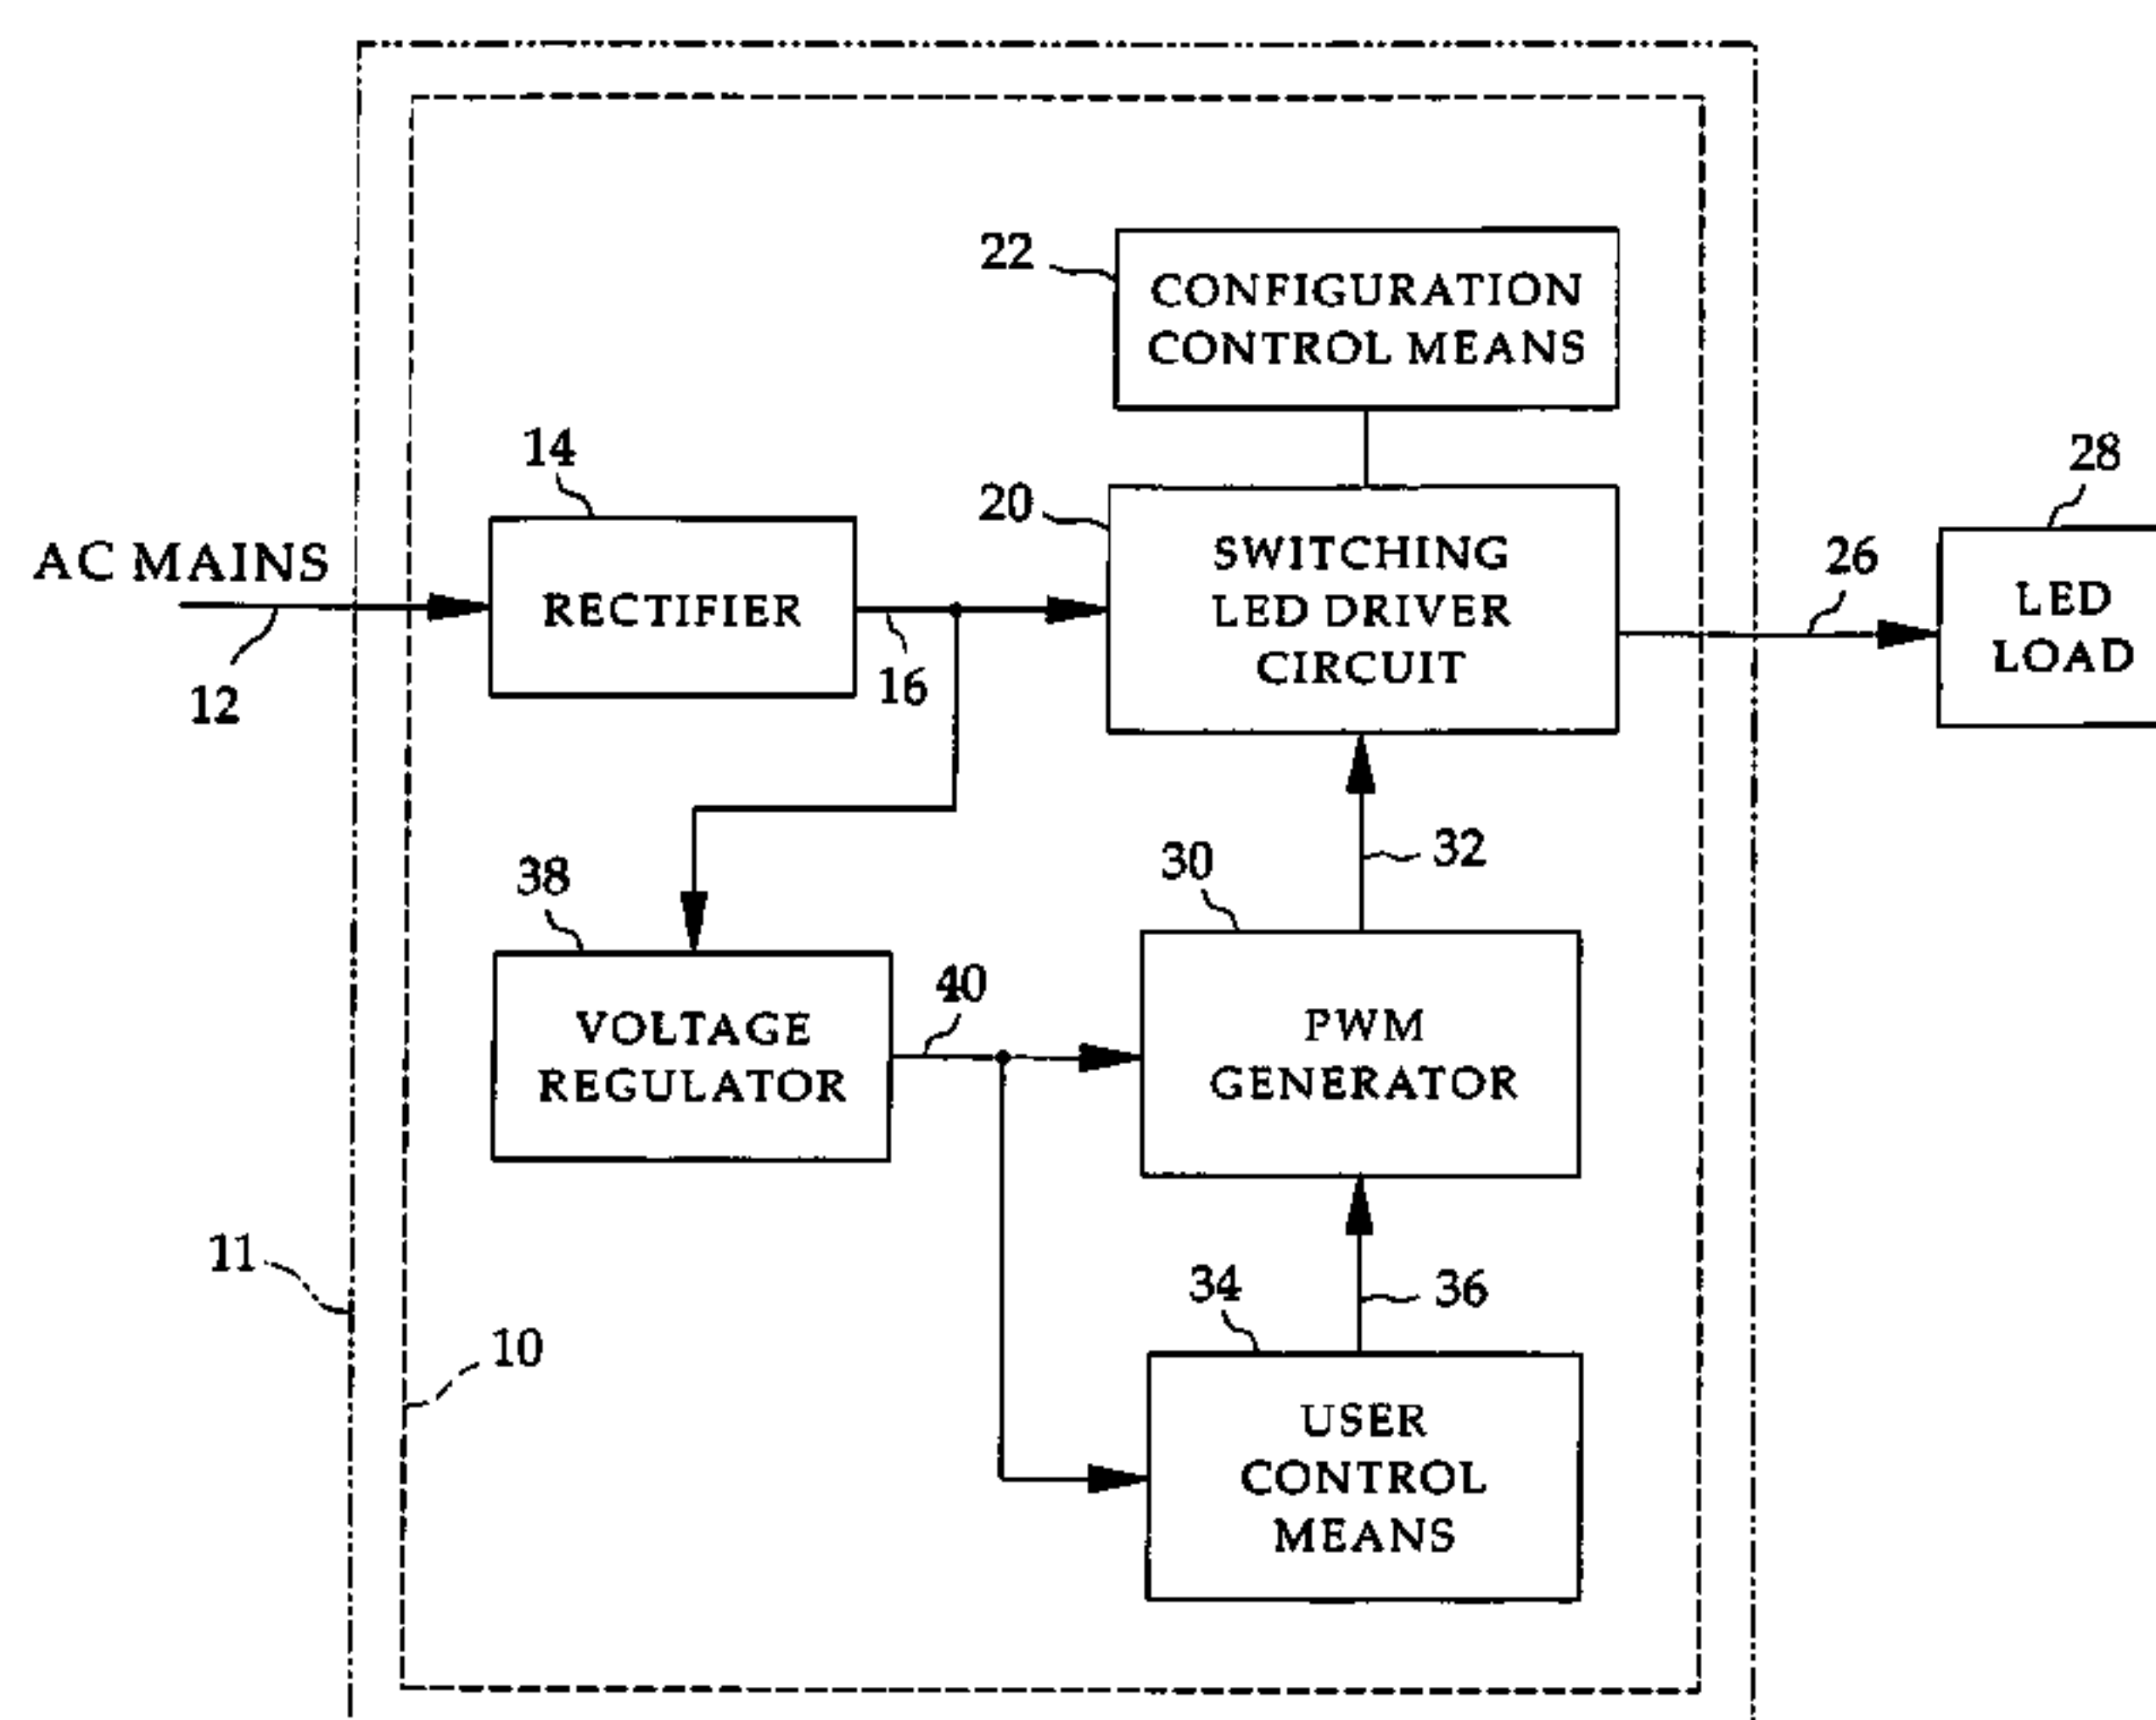 22
CONFIGURATION
CONTROL MEANS
14
28
20
AC MAINS
RECTIFIER
SWITCHING
LED DRIVER
CIRCUIT
26
LED
LOAD
12
16
38
30
32
VOLTAGE
REGULATOR
40
PWM
GENERATOR
11
34
36
10
USER
CONTROL
MEANS